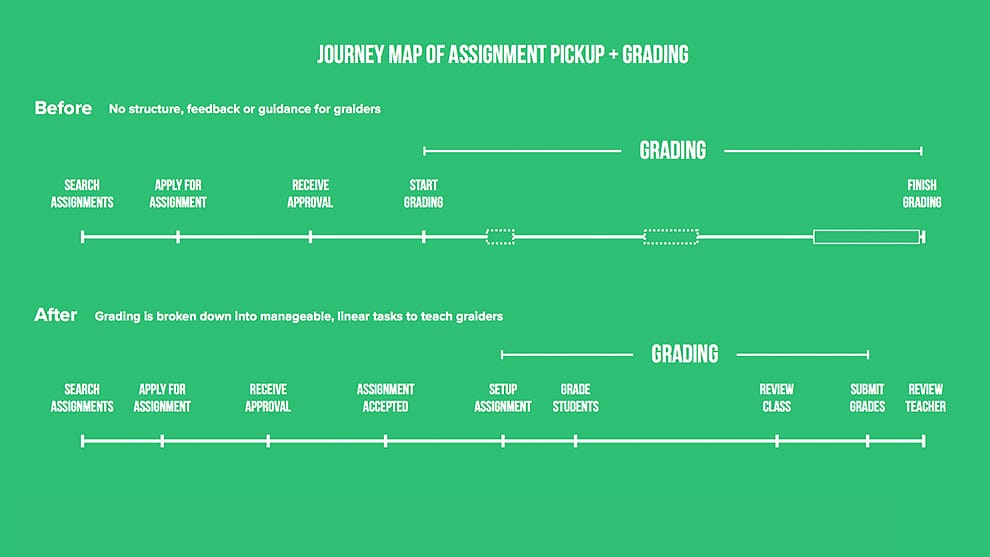 JOURNEY MAP OF ASSIGNMENT PICKUP + GRADING
Before No structure, feedback or guidance for graiders
GRADING
SEARCH
ASSIGNMENTS
APPLY FOR
ASSIGNMENT
RECEIVE
APPROVAL
START
GRADING
FINISH
GRADING
After Grading is broken down into manageable, linear tasks to teach graiders
GRADING
SEARCH
ASSIGNMENTS
APPLY FOR
ASSIGNMENT
RECEIVE
APPROVAL
ASSIGNMENT
ACCEPTED
SETUP
ASSIGNMENT
GRADE
STUDENTS
REVIEW
CLASS
SUBMIT
GRADES
REVIEW
TEACHER